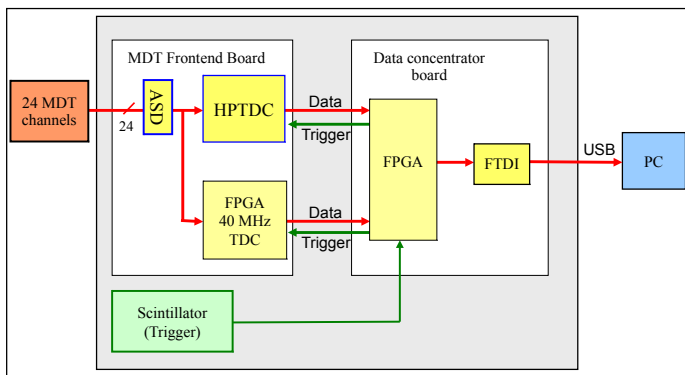 MDT Frontend Board
Data concentrator
board
24 MDT
channels
24
ASD
HPTDC
Data
Trigger
FPGA
40 MHz
TDC
Data
Trigger
FPGA
FTDI
USB
PC
Scintillator
(Trigger)